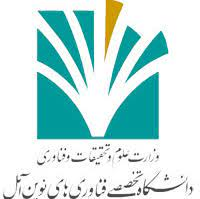 وزارت علوم و تحقیقات و فناوری
دانشگاه تخصصی فناوری های نوین آمل